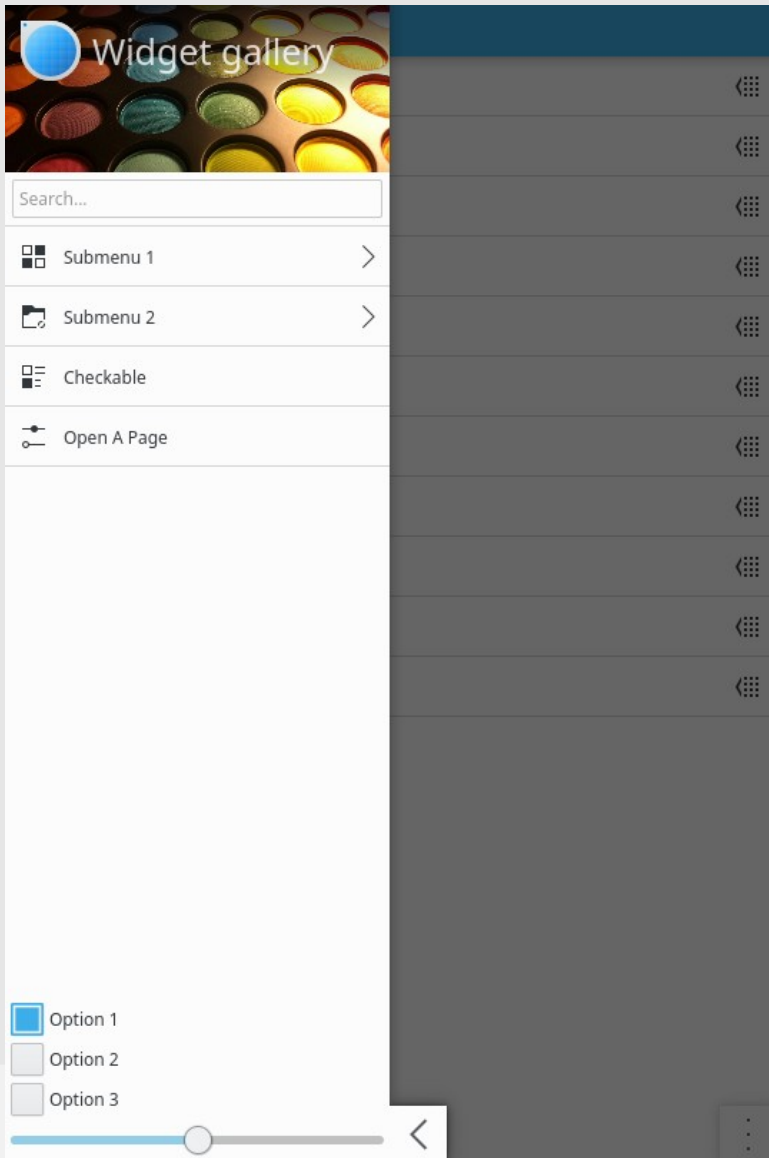 Widget gallery
Search...
Submenu 1
Submenu 2
Checkable
Open A Page
Option 1
Option 2
Option 3